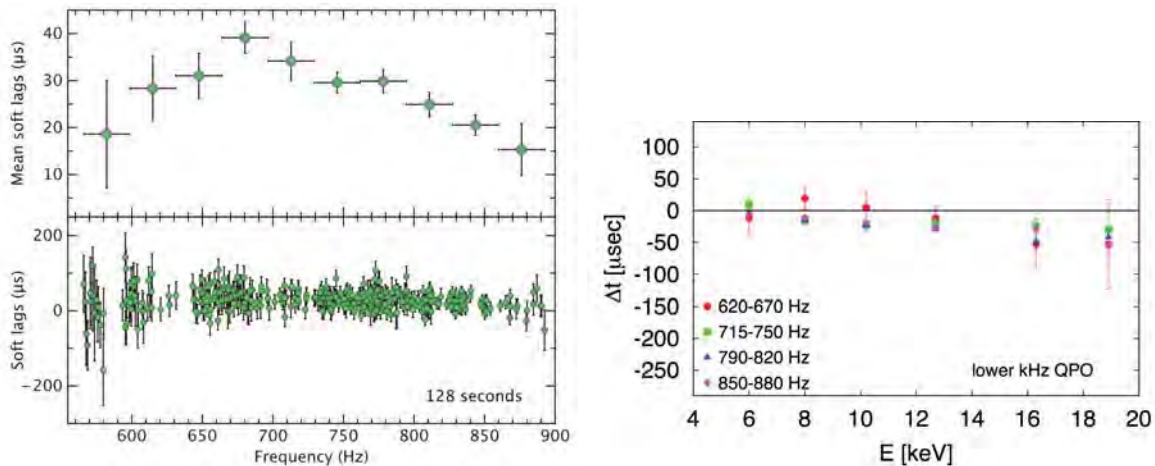 Mean soft lags (µs)
40
30
20
10
Soft lags (µs)
200
0
−200
128 seconds
600
650
700
750
800
850
900
Frequency (Hz)
Δt [µsec]
100
50
0
-50
-100
-150
-200
-250
620-670 Hz
715-750 Hz
790-820 Hz
850-880 Hz
lower kHz QPO
4
6
8
10
12
14
16
18
20
E [keV]